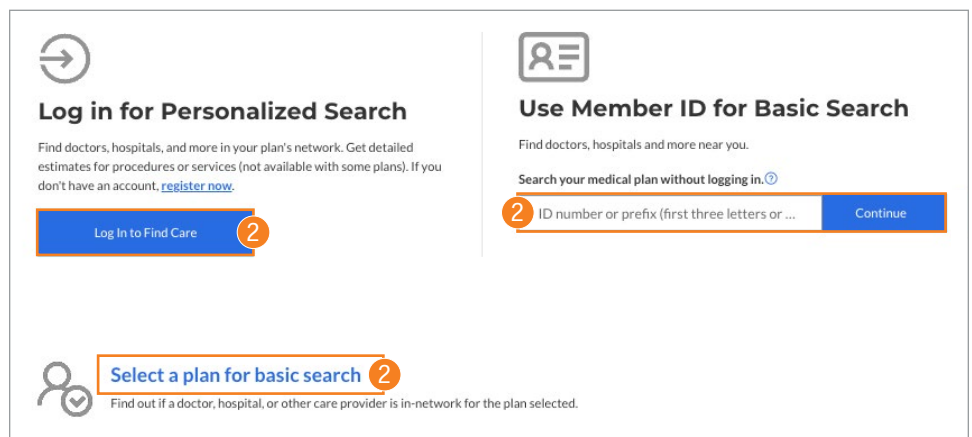 Log in for Personalized Search
Find doctors, hospitals, and more in your plan's network. Get detailed
estimates for procedures or services (not available with some plans). If you
don't have an account, register now.
Log In to Find Care
2
Use Member ID for Basic Search
Find doctors, hospitals and more near you.
Search your medical plan without logging in.?
2
ID number or prefix (first three letters or ...
Continue
Select a plan for basic search
2
Find out if a doctor, hospital, or other care provider is in-network for the plan selected.